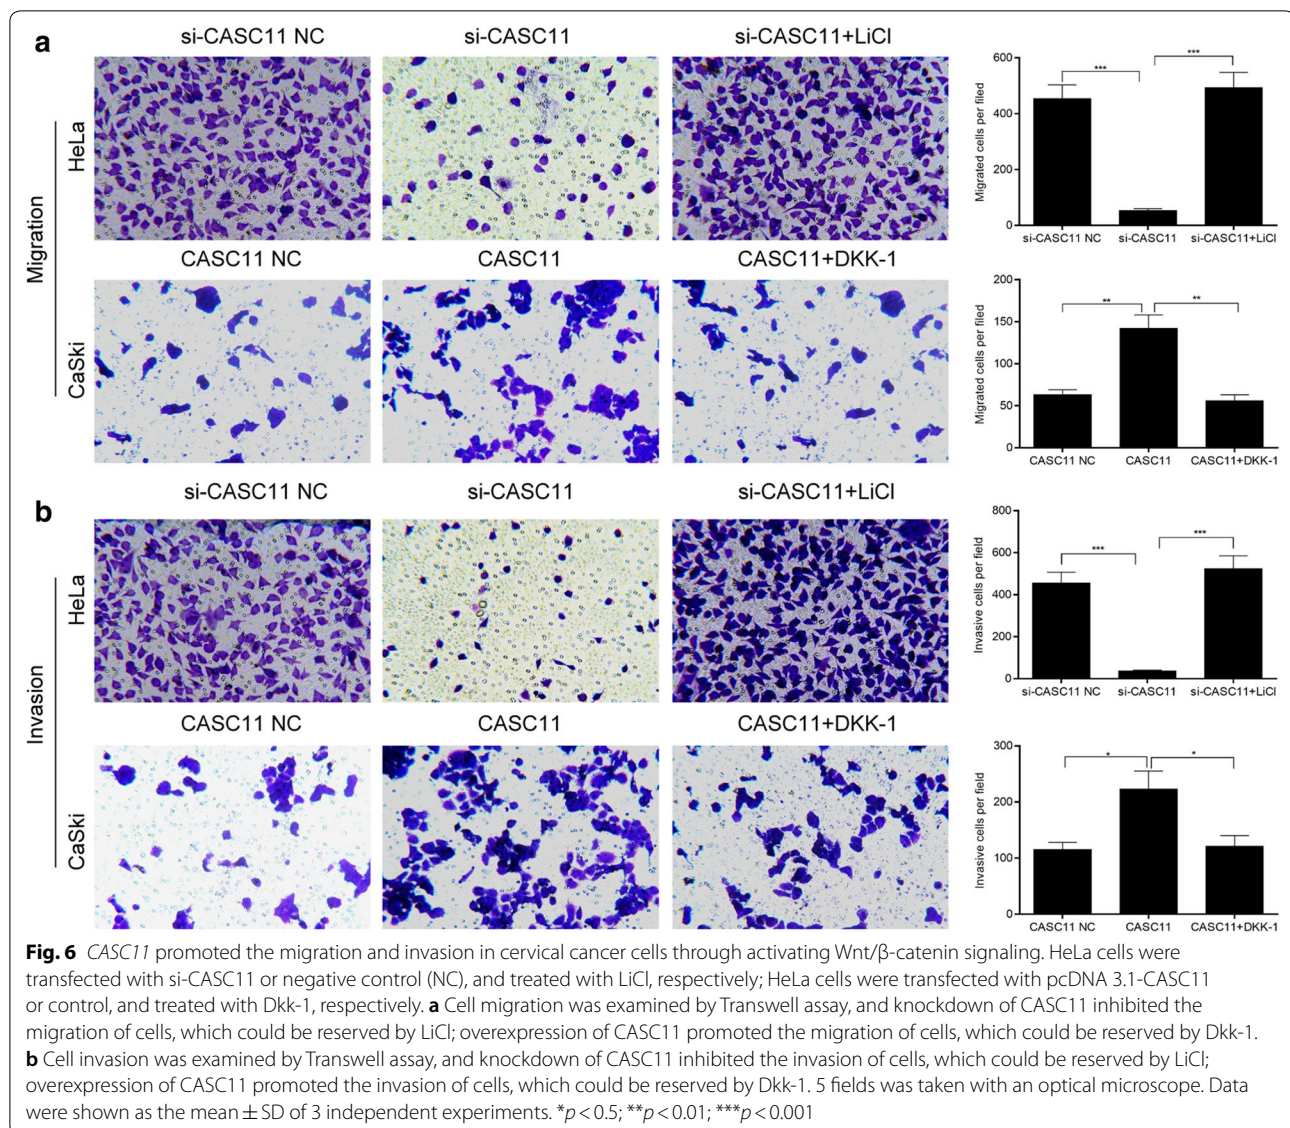 a
si-CASC11 NC
si-CASC11
si-CASC11+LiCl
Migration
HeLa
CASC11 NC
CASC11
CASC11+DKK-1
CaSki
Migrated cells per filed
600
400
200
0
***
***
si-CASC11 NC
si-CASC11
si-CASC11+LiCl
Migrated cells per filed
200
150
100
50
0
**
**
CASC11 NC
CASC11
CASC11+DKK-1
b
si-CASC11 NC
si-CASC11
si-CASC11+LiCl
Invasion
HeLa
CASC11 NC
CASC11
CASC11+DKK-1
CaSki
Invasive cells per field
800
600
400
200
0
***
***
si-CASC11 NC
si-CASC11
si-CASC11+LiCl
Invasive cells per field
300
200
100
0
*
*
CASC11 NC
CASC11
CASC11+DKK-1
Fig. 6 CASC11 promoted the migration and invasion in cervical cancer cells through activating Wnt/β-catenin signaling. HeLa cells were
transfected with si-CASC11 or negative control (NC), and treated with LiCl, respectively; HeLa cells were transfected with pcDNA 3.1-CASC11
or control, and treated with Dkk-1, respectively. a Cell migration was examined by Transwell assay, and knockdown of CASC11 inhibited the
migration of cells, which could be reserved by LiCl; overexpression of CASC11 promoted the migration of cells, which could be reserved by Dkk-1.
b Cell invasion was examined by Transwell assay, and knockdown of CASC11 inhibited the invasion of cells, which could be reserved by LiCl;
overexpression of CASC11 promoted the invasion of cells, which could be reserved by Dkk-1. 5 fields was taken with an optical microscope. Data
were shown as the mean ± SD of 3 independent experiments. *p < 0.5; **p < 0.01; ***p < 0.001